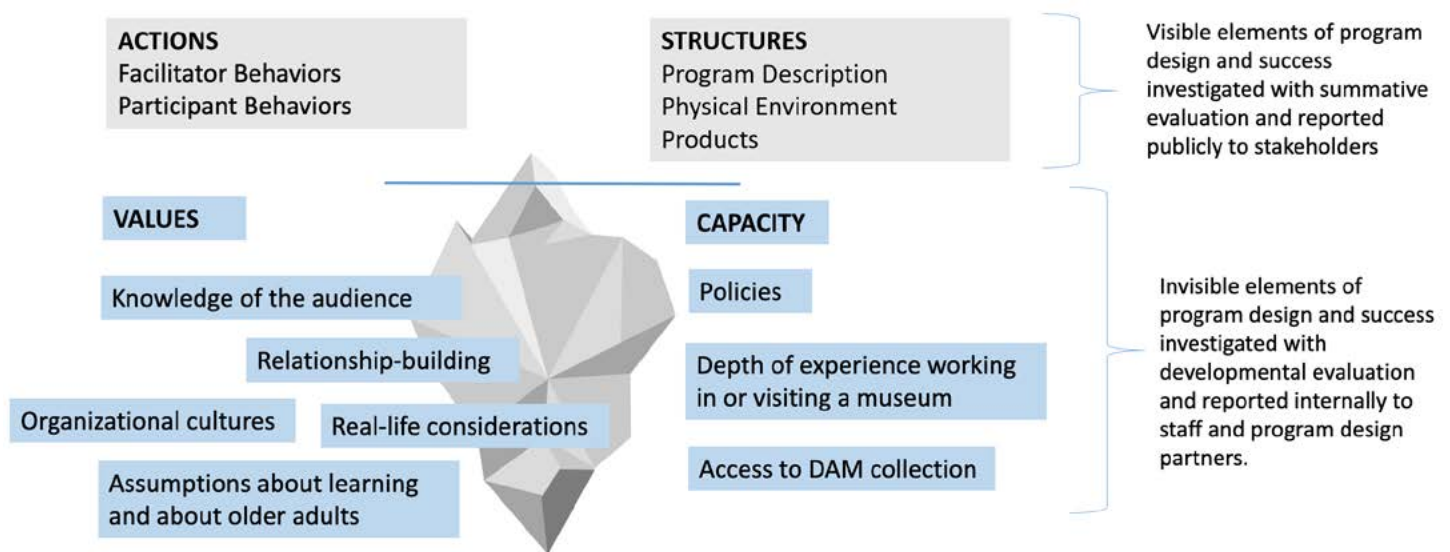 ACTIONS
Facilitator Behaviors
Participant Behaviors
STRUCTURES
Program Description
Physical Environment
Products
Visible elements of program
design and success
investigated with summative
evaluation and reported
publicly to stakeholders
VALUES
Knowledge of the audience
Relationship-building
Organizational cultures
Real-life considerations
Assumptions about learning
and about older adults
CAPACITY
Policies
Depth of experience working
in or visiting a museum
Access to DAM collection
Invisible elements of
program design and success
investigated with
developmental evaluation
and reported internally to
staff and program design
partners.